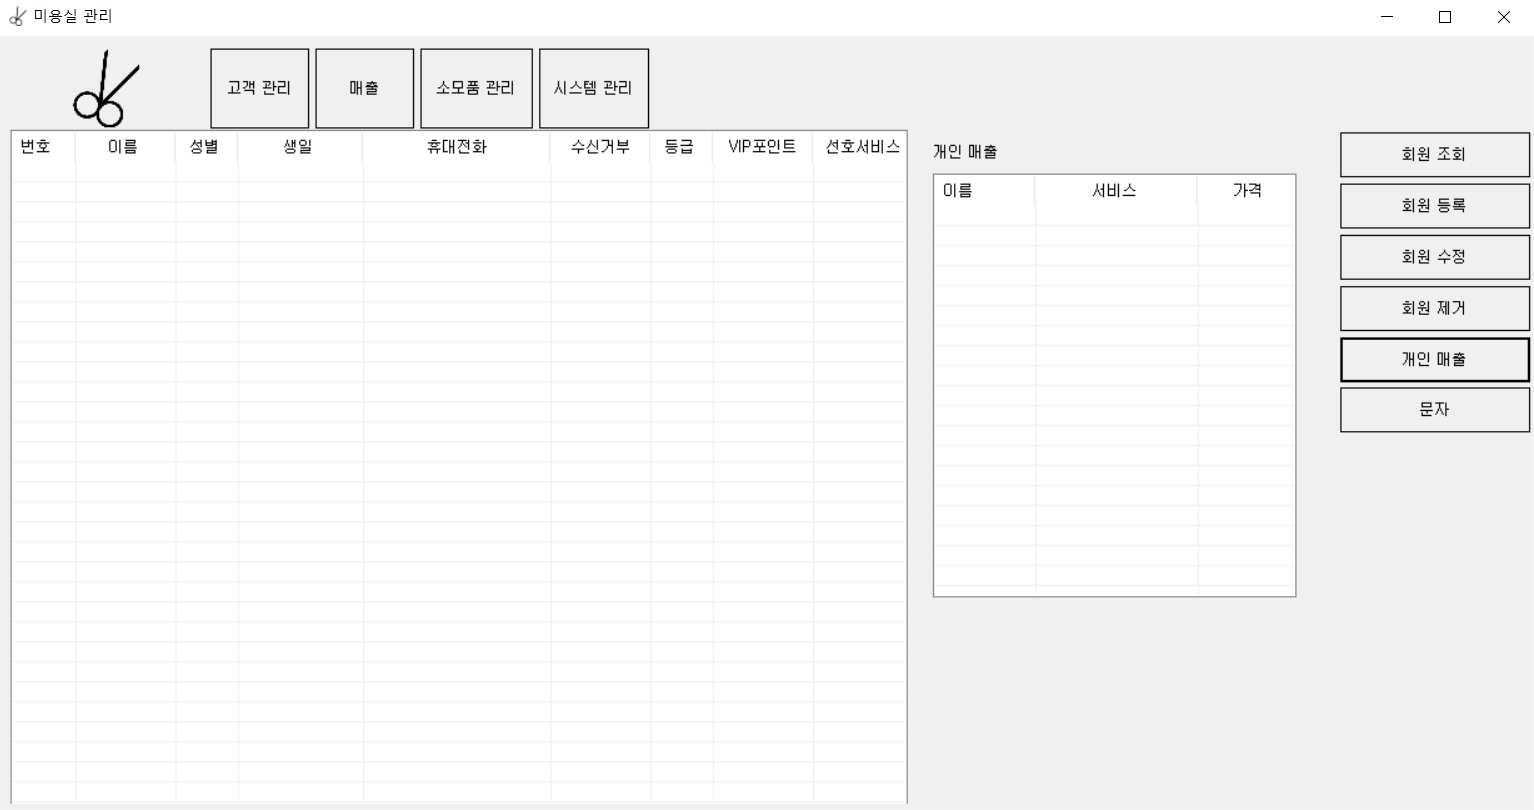 미용실 관리
고객 관리 매출 소모품 관리 시스템 관리
번호 이름 성별 생일 휴대전화 수신거부 등급 VIP포인트 선호서비스
개인 매출
이름 서비스 가격
회원 조회
회원 등록
회원 수정
회원 제거
개인 매출
문자